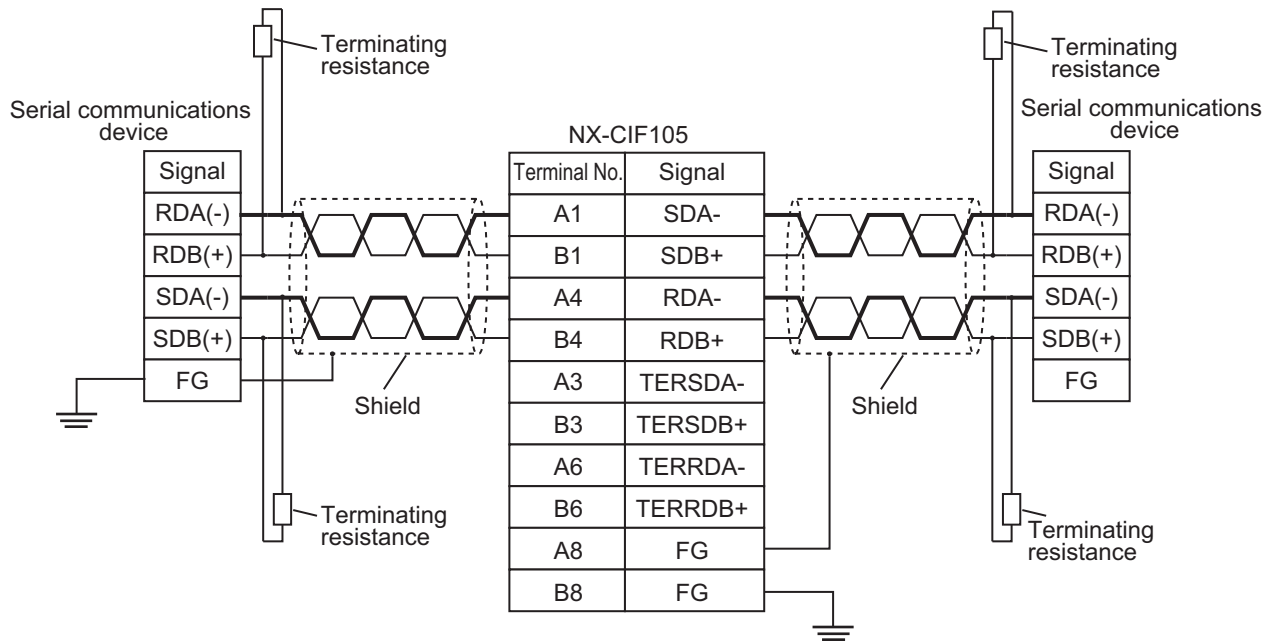 Terminating
resistance
Terminating
resistance
Serial communications
device
Serial communications
device
NX-CIF105
Signal
Terminal No. Signal
Signal
RDA(-)
A1 SDA-
RDA(-)
RDB(+)
B1 SDB+
RDB(+)
SDA(-)
A4 RDA-
SDA(-)
SDB(+)
B4 RDB+
SDB(+)
FG
A3 TERSDA-
FG
Shield
Shield
B3 TERSDB+
A6 TERRDA-
B6 TERRDB+
Terminating
resistance
Terminating
resistance
A8 FG
B8 FG